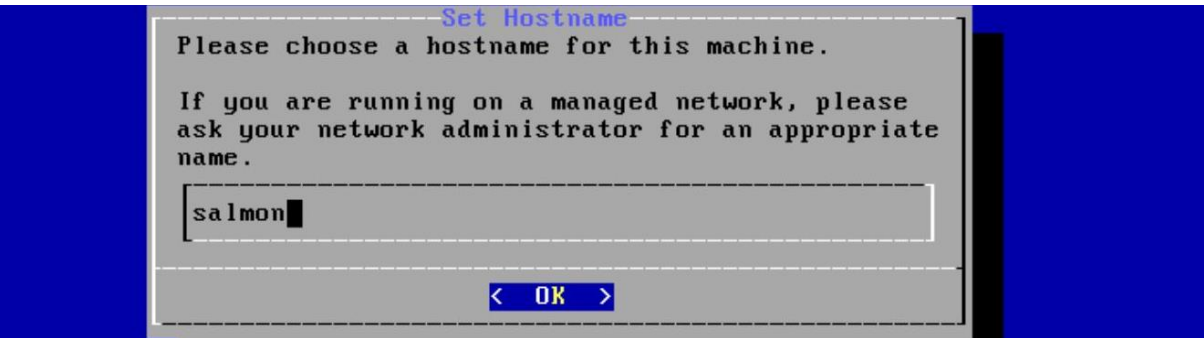 Set Hostname
Please choose a hostname for this machine.
If you are running on a managed network, please
ask your network administrator for an appropriate
name.
salmon
< OK >